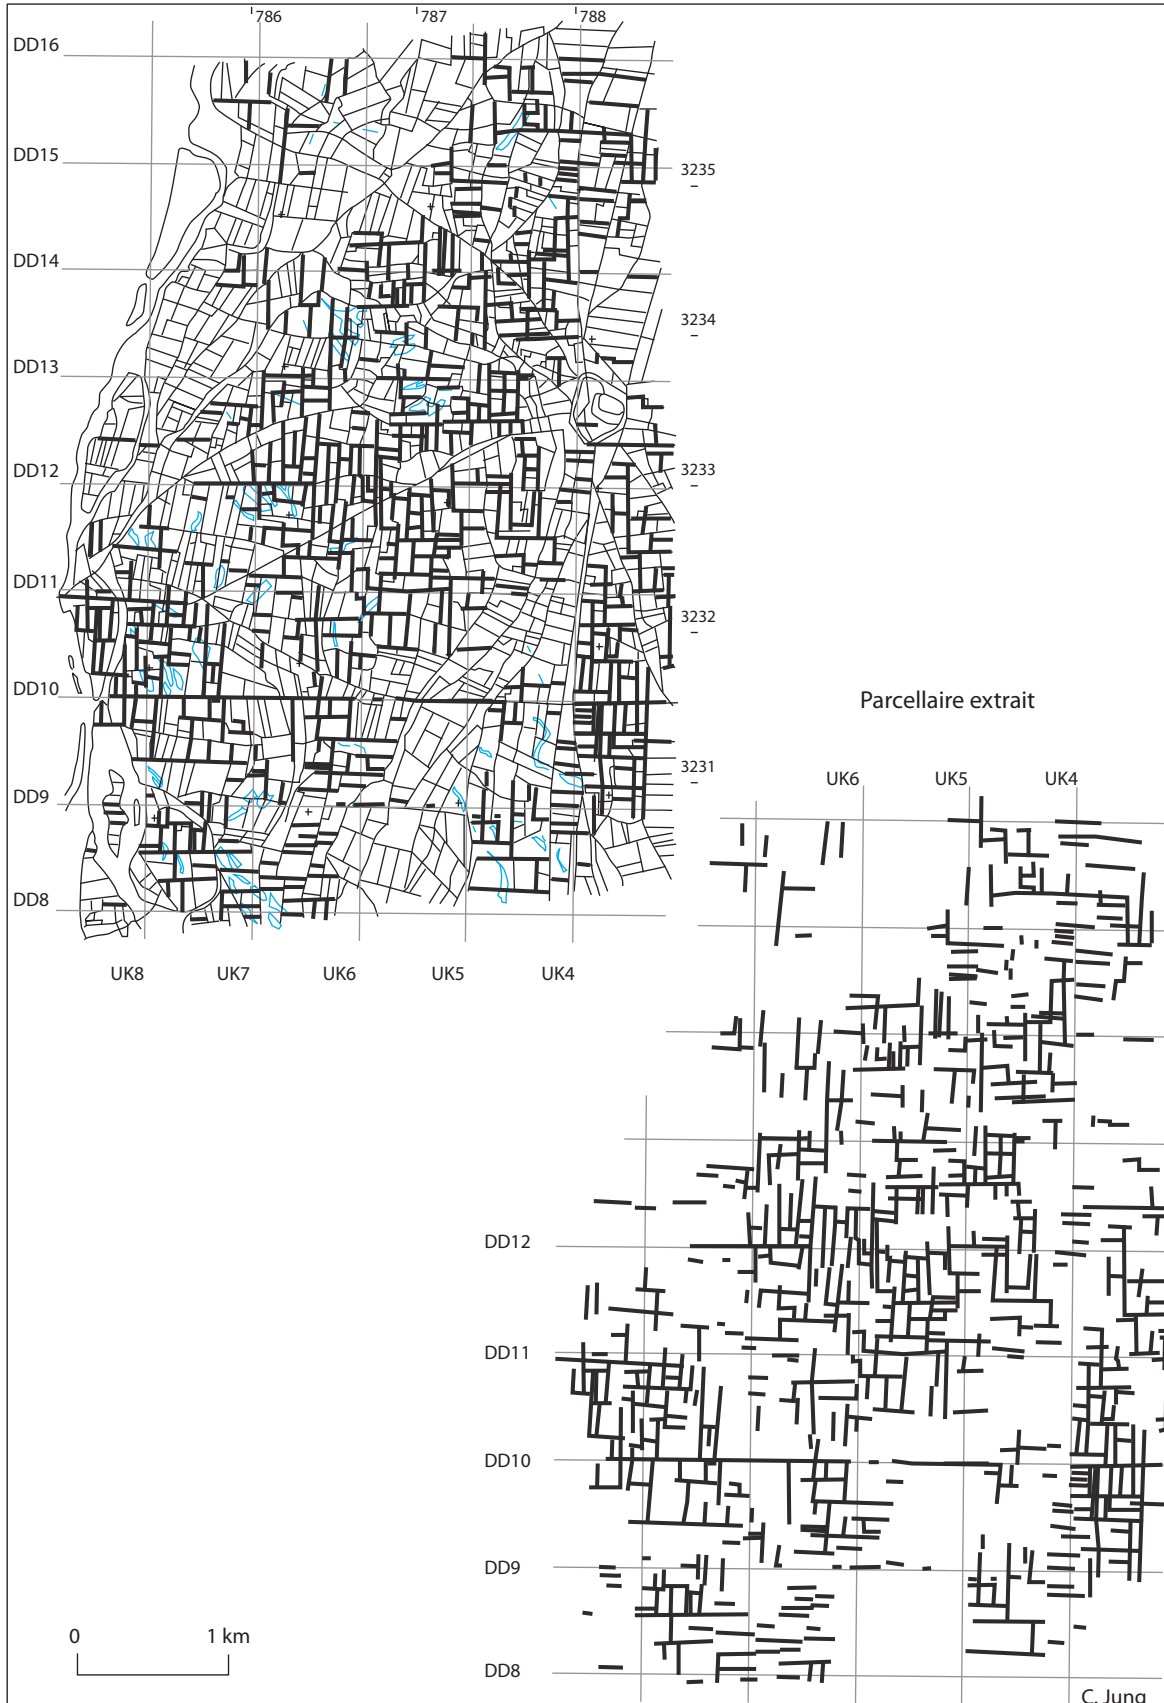 786 787 788
DD16
DD15
3235
DD14
3234
DD13
DD12
3233
DD11
3232
DD10
Parcellaire extrait
3231
UK6 UK5 UK4
DD9
DD8
UK8 UK7 UK6 UK5 UK4
DD12
DD11
DD10
DD9
0 1 km
DD8
C. Jung